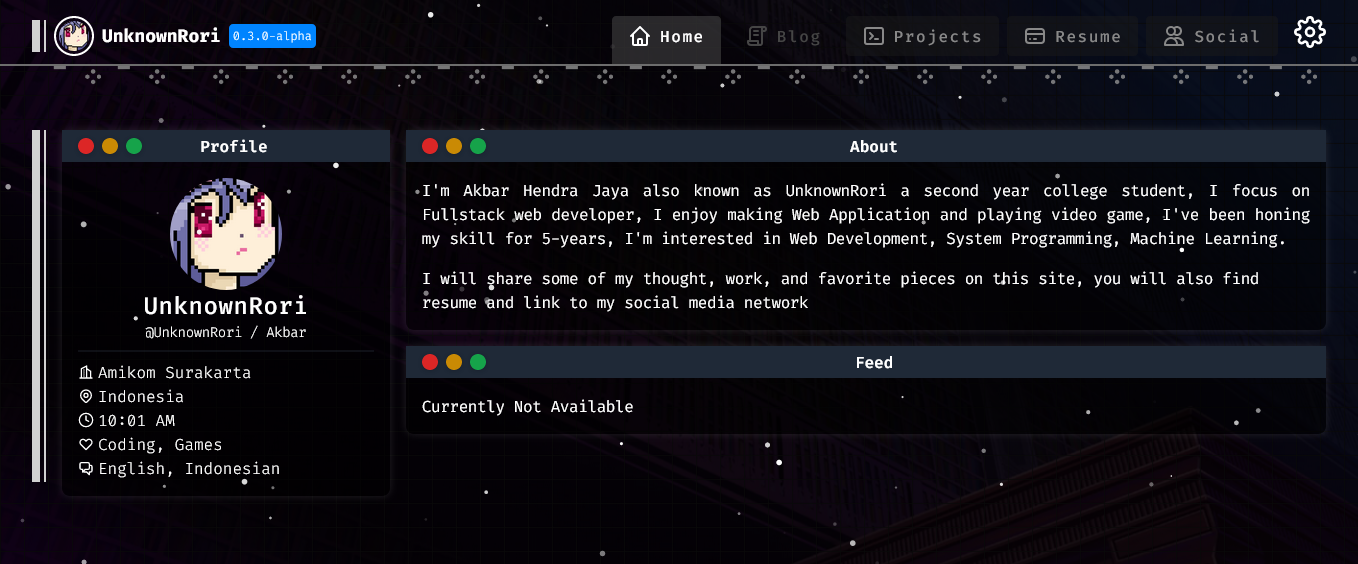 UnknownRori 0.3.0-alpha
Home Blog Projects Resume Social
Profile
UnknownRori
@UnknownRori / Akbar
Amikom Surakarta
Indonesia
10:01 AM
Coding, Games
English, Indonesian
About
I'm Akbar Hendra Jaya also known as UnknownRori a second year college student, I focus on
Fullstack web developer, I enjoy making Web Application and playing video game, I've been honing
my skill for 5-years, I'm interested in Web Development, System Programming, Machine Learning.
I will share some of my thought, work, and favorite pieces on this site, you will also find
resume and link to my social media network
Feed
Currently Not Available